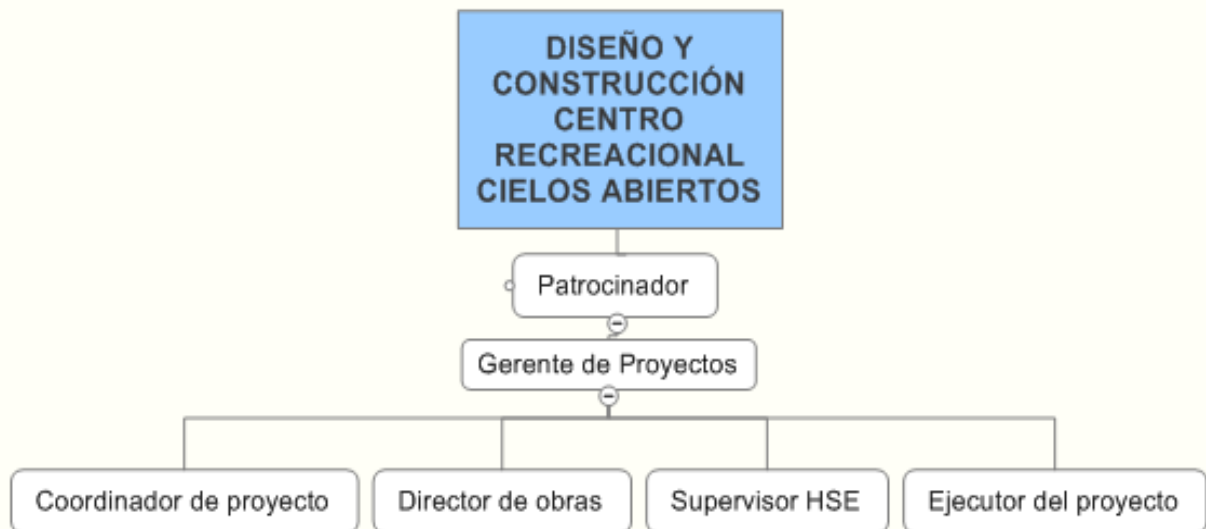 DISEÑO Y
CONSTRUCCIÓN
CENTRO
RECREACIONAL
CIELOS ABIERTOS
Patrocinador
Gerente de Proyectos
Coordinador de proyecto
Director de obras
Supervisor HSE
Ejecutor del proyecto